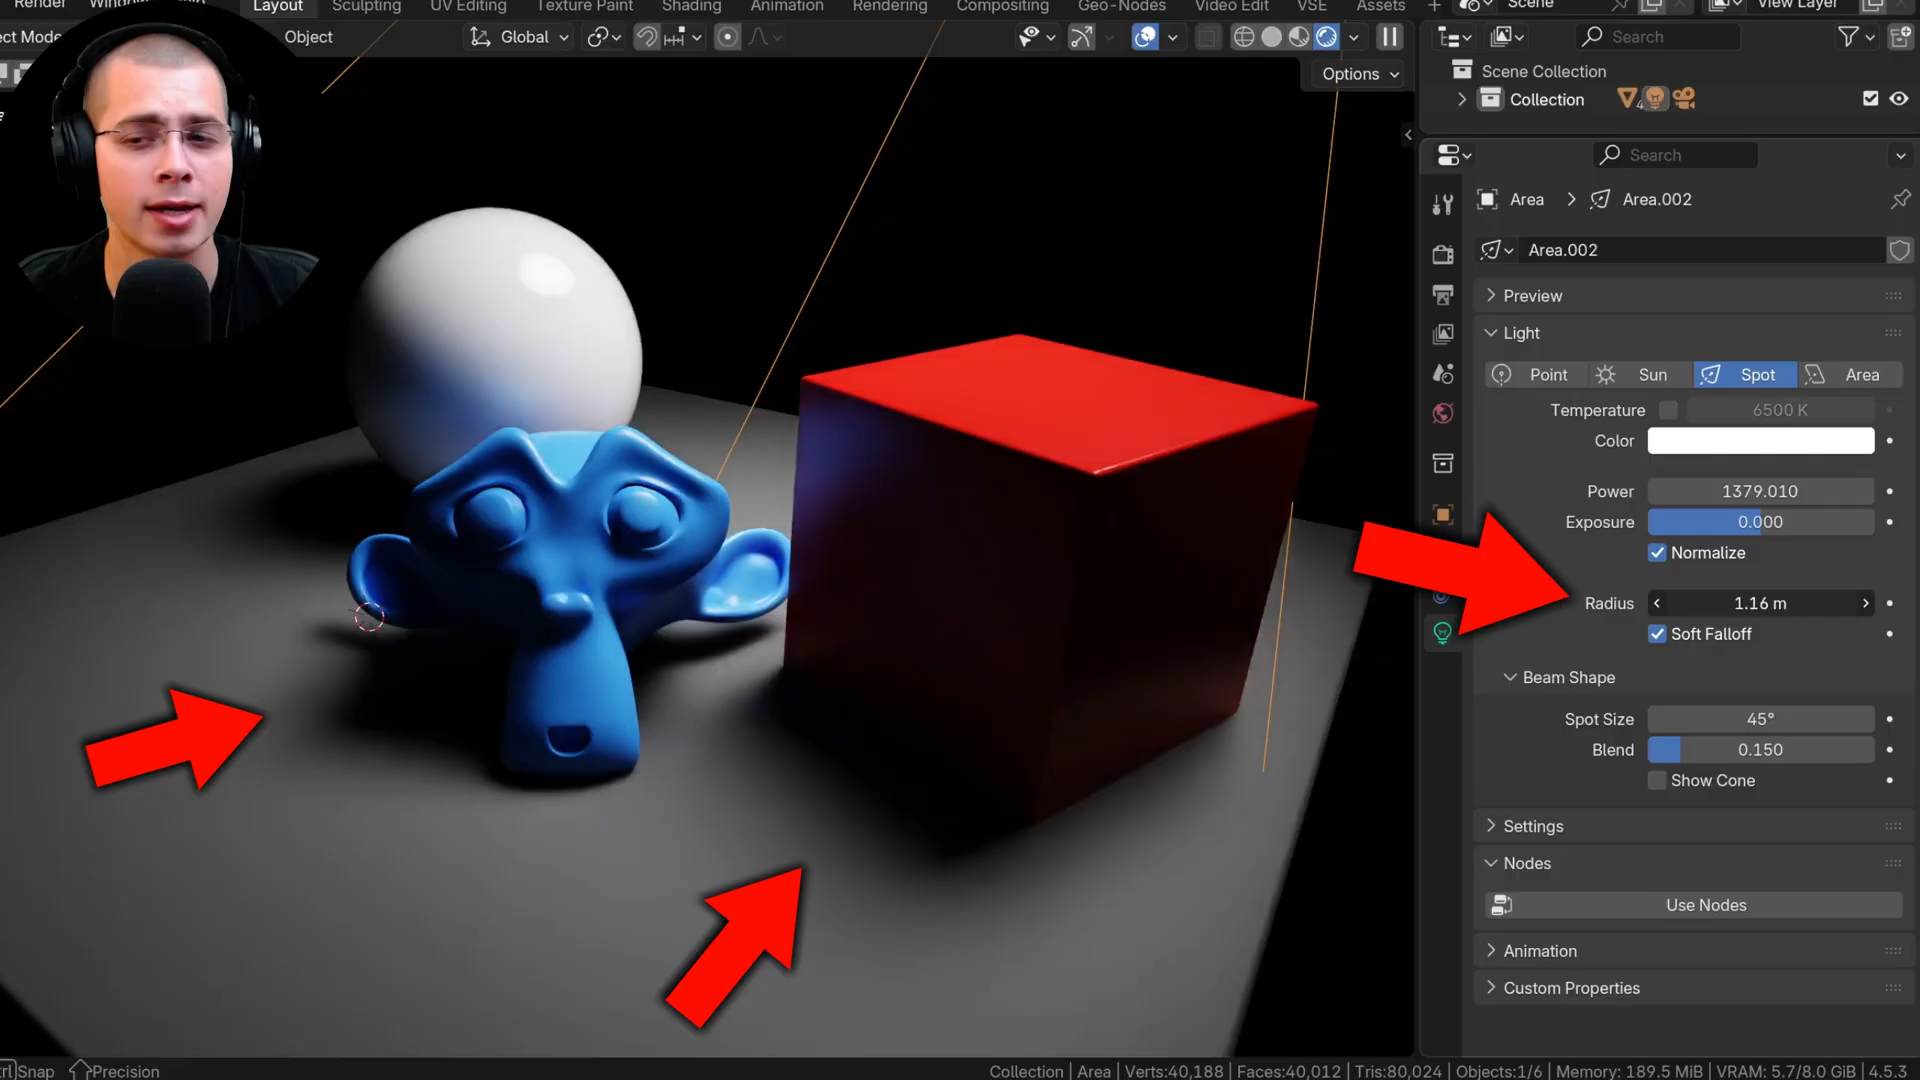 Render
Layout Sculpting UV Editing Texture Paint Shading Animation Rendering Compositing Geo-Nodes Video Edit VSE Assets + Scene View Layer
ect Mode Object Global Search
Options
Scene Collection
Collection
Search
Area > Area.002
Area.002
Preview
Light
Point Sun Spot Area
Temperature 6500 K
Color
Power 1379.010
Exposure 0.000
Normalize
Radius 1.16 m
Soft Falloff
Beam Shape
Spot Size 45°
Blend 0.150
Show Cone
Settings
Nodes
Use Nodes
Animation
Custom Properties
trl Snap Precision Collection | Area | Verts:40,188 | Faces:40,012 | Tris:80,024 | Objects:1/6 | Memory: 189.5 MiB | VRAM: 5.7/8.0 GiB | 4.5.3